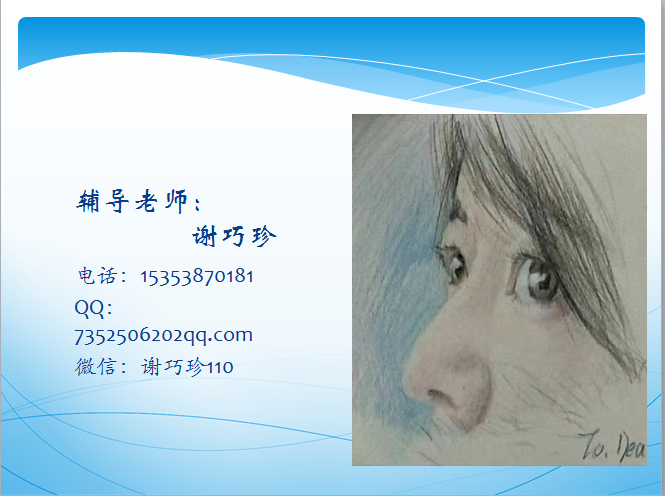 辅导老师：
谢巧珍
电话：15353870181
QQ：
7352506202qq.com
微信：谢巧珍110
To. Dea